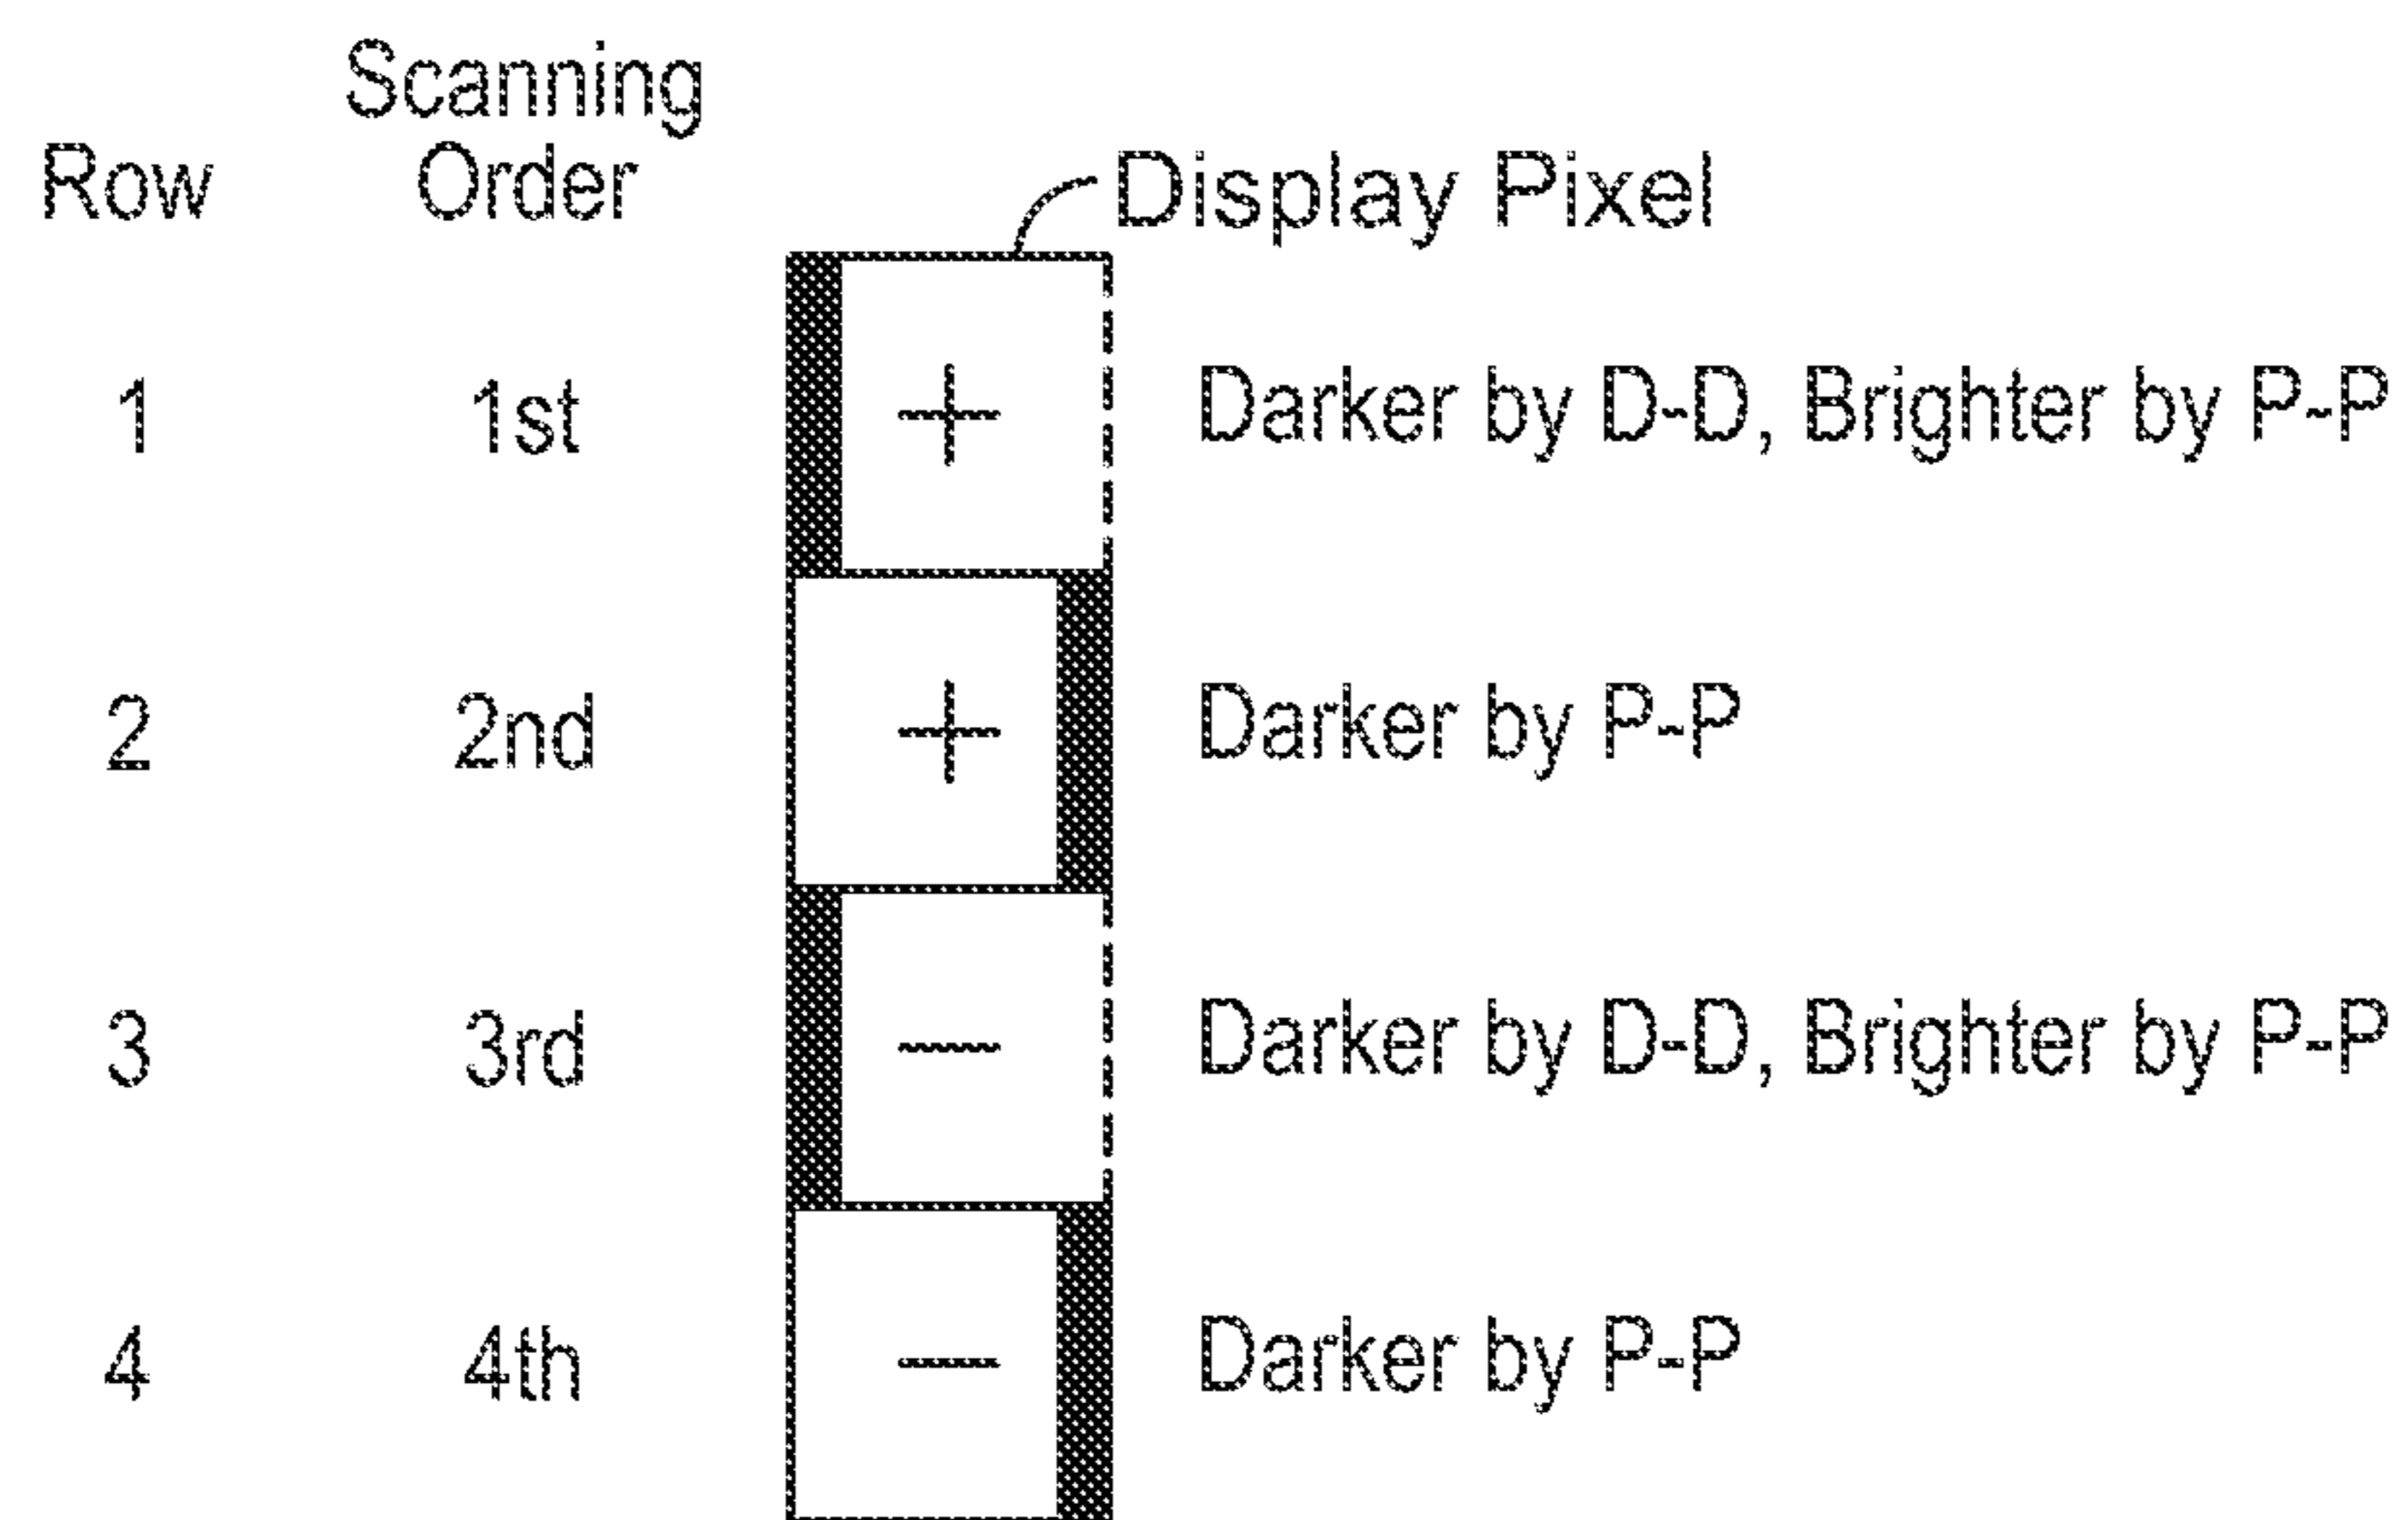 Scanning
Row Order Display Pixel
1 1st + Darker by D-D, Brighter by P-P
2 2nd + Darker by P-P
3 3rd − Darker by D-D, Brighter by P-P
4 4th − Darker by P-P